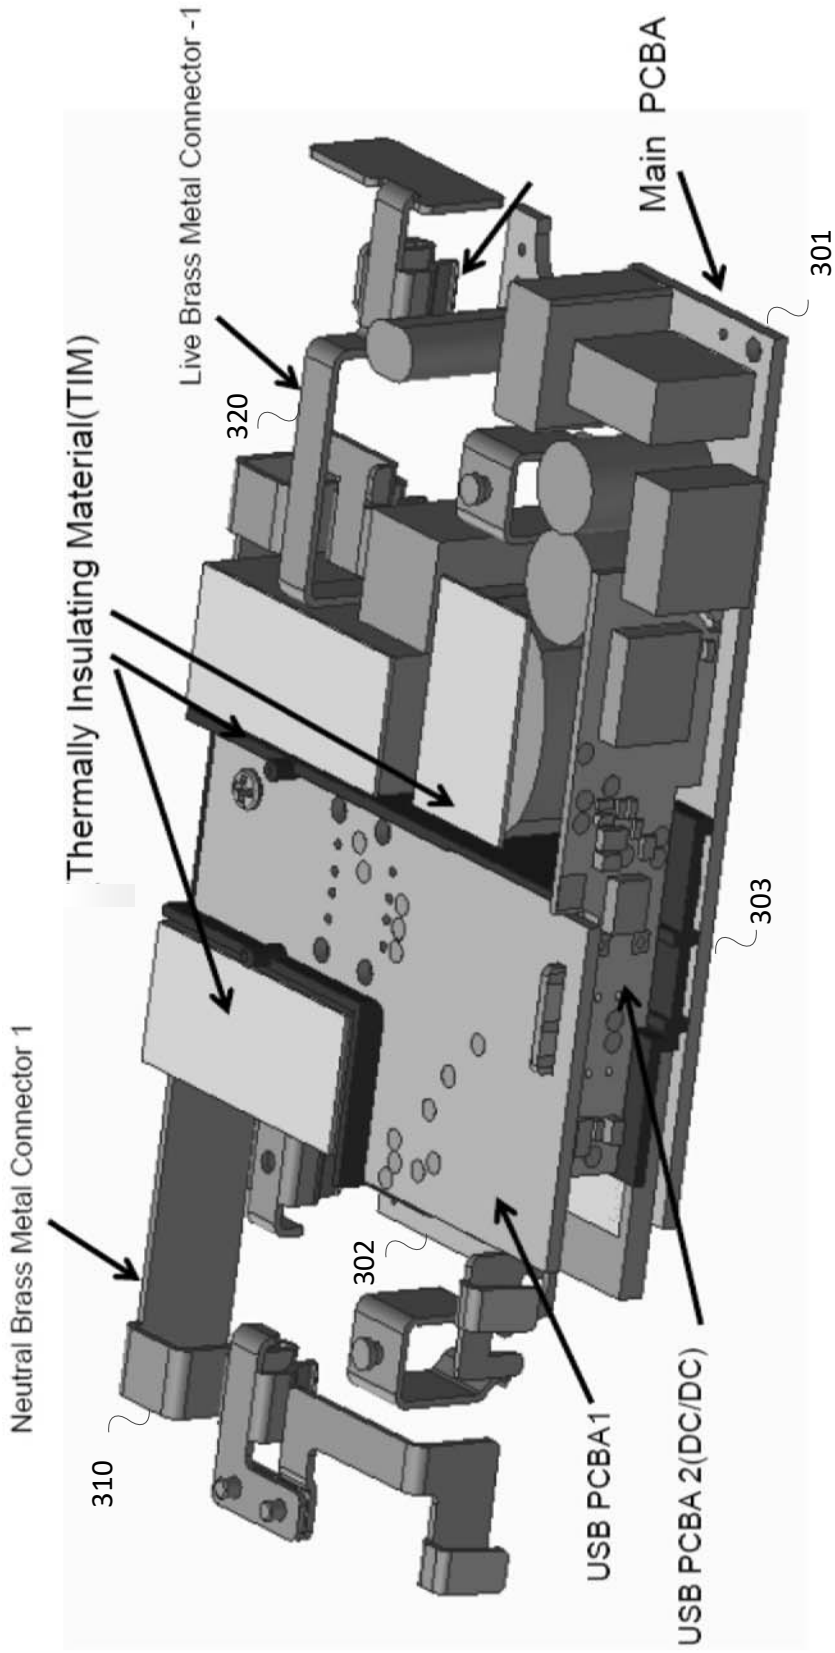 Neutral Brass Metal Connector 1
(Thermally Insulating Material(TIM)
Live Brass Metal Connector -1
310
320
302
303
301
Main PCBA
USB PCBA1
USB PCBA 2(DC/DC)